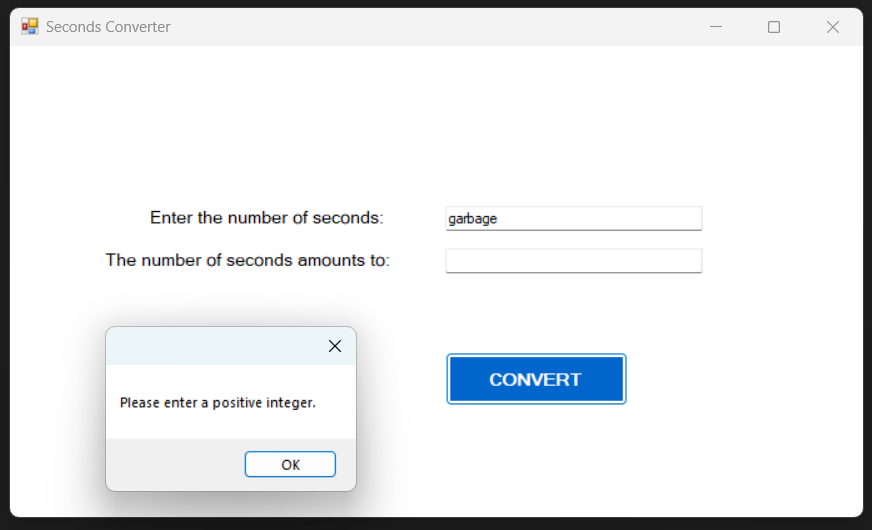 Seconds Converter
Enter the number of seconds:
garbage
The number of seconds amounts to:
Please enter a positive integer.
OK
CONVERT